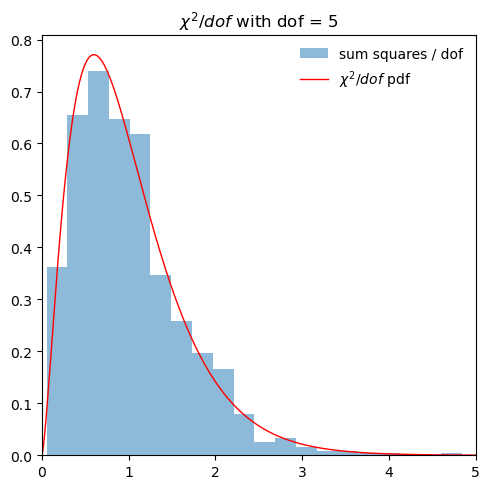 χ²/dof with dof = 5
sum squares / dof
χ²/dof pdf
0.8
0.7
0.6
0.5
0.4
0.3
0.2
0.1
0.0
0 1 2 3 4 5